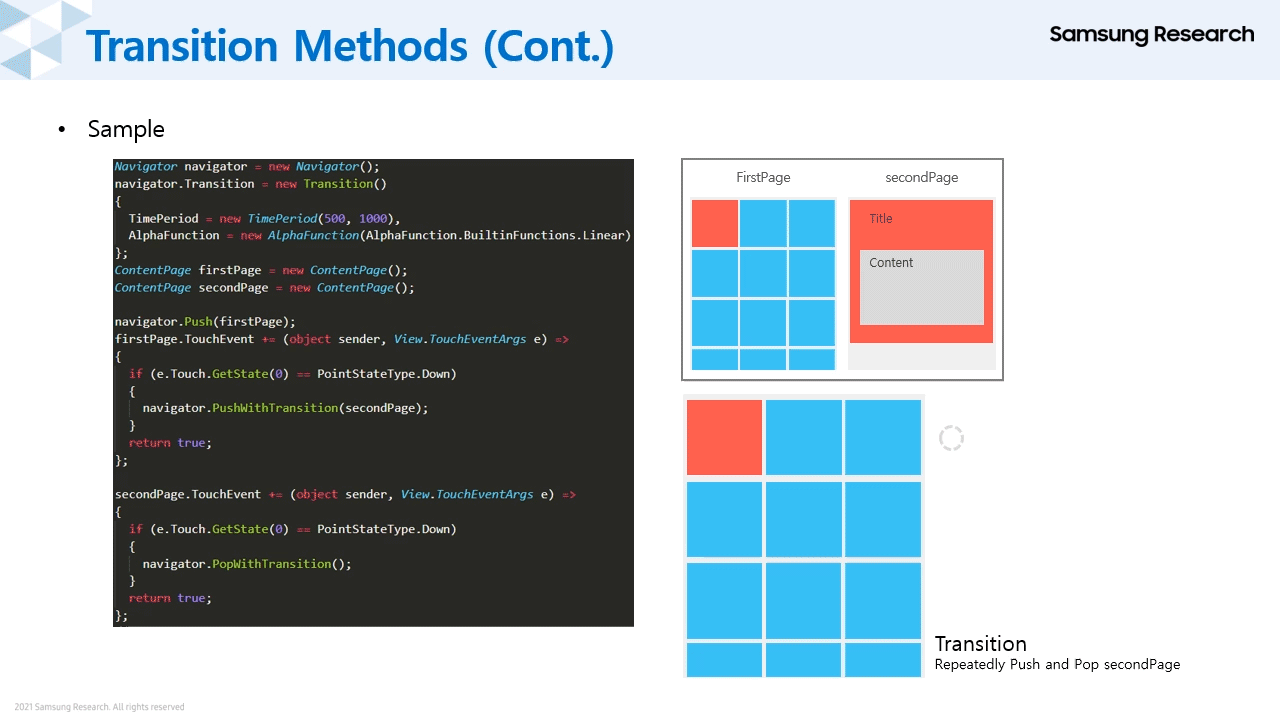 Transition Methods (Cont.)
Samsung Research
• Sample
Navigator navigator = new Navigator();
navigator.Transition = new Transition()
{
  TimePeriod = new TimePeriod(500, 1000),
  AlphaFunction = new AlphaFunction(AlphaFunction.BuiltinFunctions.Linear)
};
ContentPage firstPage = new ContentPage();
ContentPage secondPage = new ContentPage();
navigator.Push(firstPage);
firstPage.TouchEvent += (object sender, View.TouchEventArgs e) =>
{
  if (e.Touch.GetState(0) == PointStateType.Down)
  {
    navigator.PushWithTransition(secondPage);
  }
  return true;
};
secondPage.TouchEvent += (object sender, View.TouchEventArgs e) =>
{
  if (e.Touch.GetState(0) == PointStateType.Down)
  {
    navigator.PopWithTransition();
  }
  return true;
};
FirstPage
secondPage
Title
Content
Transition
Repeatedly Push and Pop secondPage
2021 Samsung Research. All rights reserved